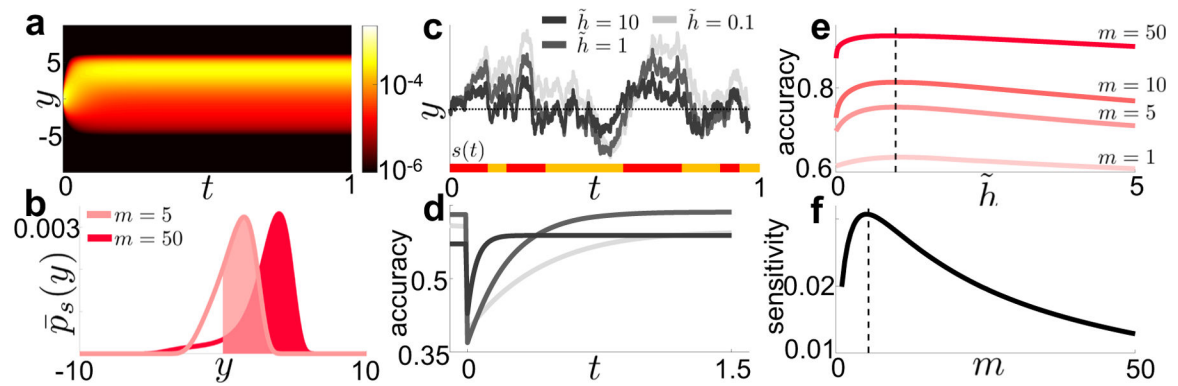 a
5
y
-5
0
t
1
10⁻⁴
10⁻⁶
b
m = 5
m = 50
0.003
p̄ₛ(y)
-10
y
10
c
h̃ = 10
h̃ = 0.1
h̃ = 1
y
s(t)
0
t
1
d
accuracy
0.5
0.35
0
t
1.5
e
m = 50
m = 10
m = 5
m = 1
accuracy
0.8
0.6
0
h̃
5
f
sensitivity
0.02
0.01
0
m
50